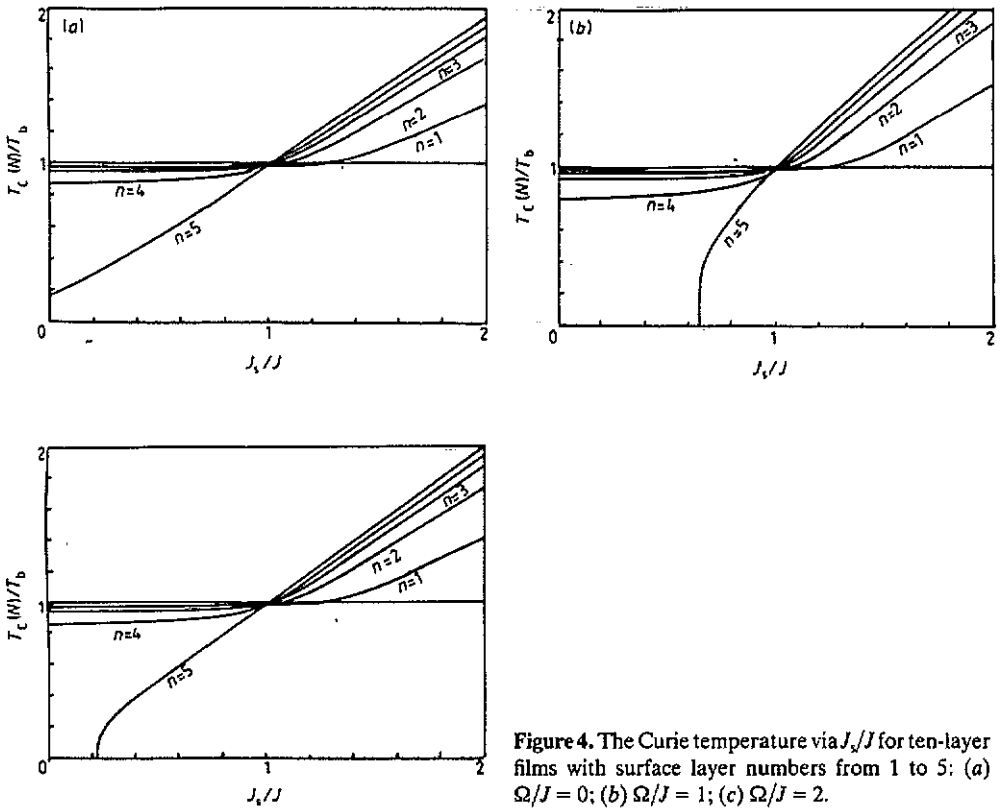 (a)
2
1
0
1
2
T_c(N)/T_b
J_s/J
n=3
n=2
n=1
n=4
n=5
(b)
2
1
0
1
2
T_c(N)/T_b
J_s/J
n=3
n=2
n=1
n=4
n=5
2
1
0
1
2
T_c(N)/T_b
J_s/J
n=3
n=2
n=1
n=4
n=5
Figure 4. The Curie temperature via J_s/J for ten-layer
films with surface layer numbers from 1 to 5: (a)
Ω/J = 0; (b) Ω/J = 1; (c) Ω/J = 2.